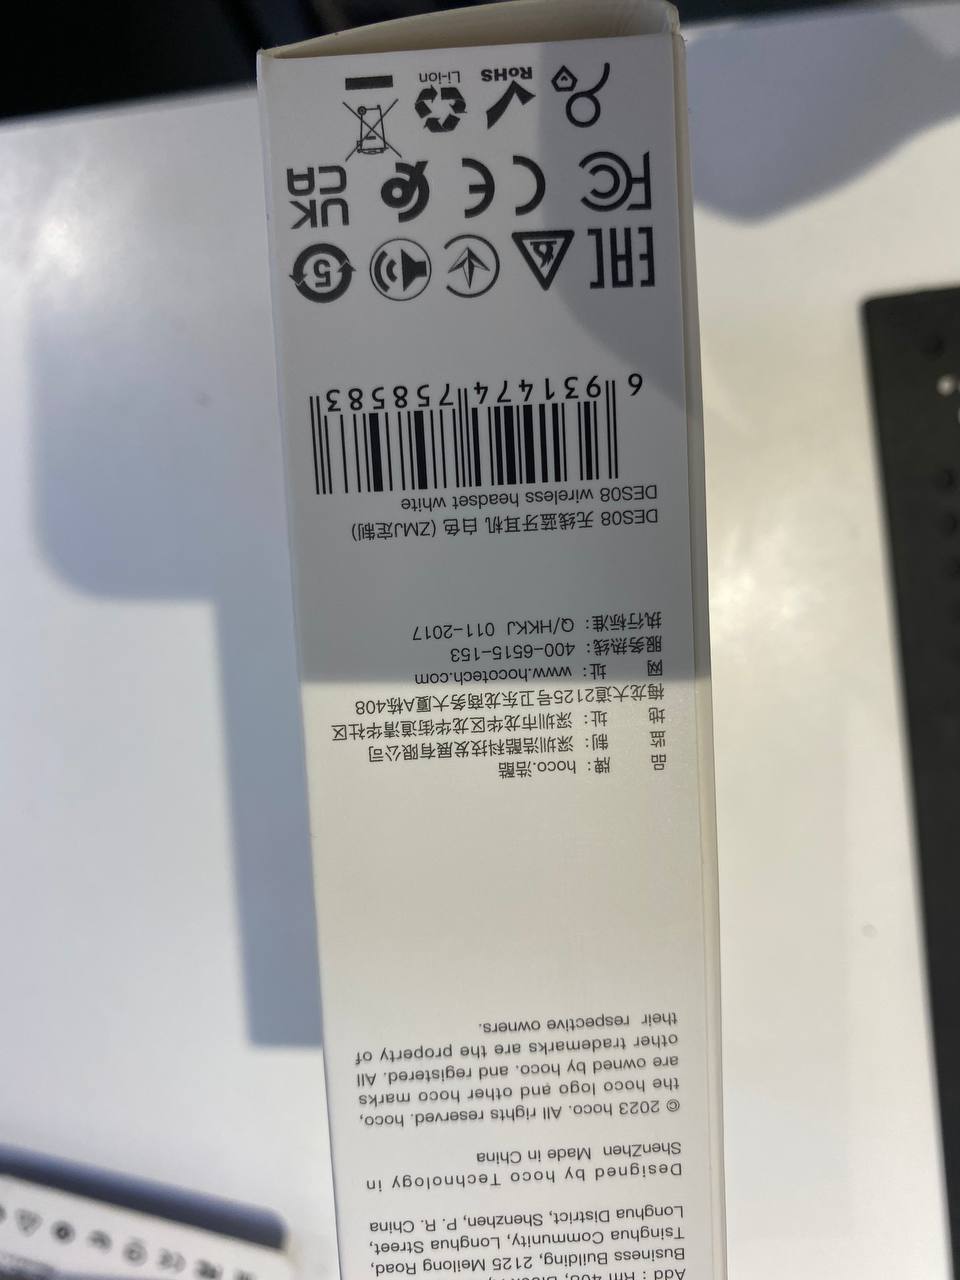 Add : Rm 408,
Business Building, 2125 Meilong Road,
Tsinghua Community, Longhua Street,
Longhua District, Shenzhen, P. R. China
Designed by hoco Technology in
ShenZhen Made in China
© 2023 hoco. All rights reserved. hoco,
the hoco logo and other hoco marks
are owned by hoco. and registered. All
other trademarks are the property of
their respective owners.
品 牌: hoco.浩酷
监 制: 深圳浩酷科技发展有限公司
地 址: 深圳市龙华区龙华街道清华社区
梅龙大道2125号卫东龙商务大厦A栋408
网 址: www.hocotech.com
服务热线: 400-6515-153
执行标准: Q/HKKJ 011-2017
DES08 无线蓝牙耳机 白色 (ZMJ定制)
DES08 wireless headset white
6 931474 758583
EAC 5
FC CE UK CA
RoHS Li-ion